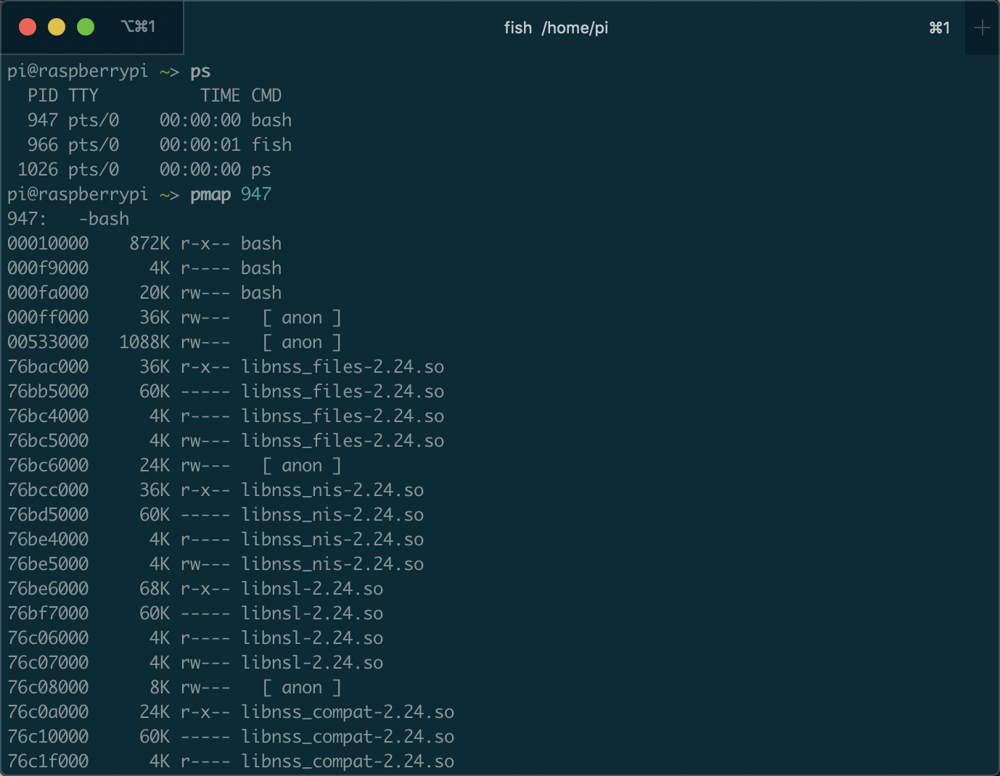 ⌥⌘1 fish /home/pi ⌘1 +
pi@raspberrypi ~> ps
  PID TTY          TIME CMD
  947 pts/0    00:00:00 bash
  966 pts/0    00:00:01 fish
 1026 pts/0    00:00:00 ps
pi@raspberrypi ~> pmap 947
947:   -bash
00010000    872K r-x-- bash
000f9000      4K r---- bash
000fa000     20K rw--- bash
000ff000     36K rw---   [ anon ]
00533000   1088K rw---   [ anon ]
76bac000     36K r-x-- libnss_files-2.24.so
76bb5000     60K ----- libnss_files-2.24.so
76bc4000      4K r---- libnss_files-2.24.so
76bc5000      4K rw--- libnss_files-2.24.so
76bc6000     24K rw---   [ anon ]
76bcc000     36K r-x-- libnss_nis-2.24.so
76bd5000     60K ----- libnss_nis-2.24.so
76be4000      4K r---- libnss_nis-2.24.so
76be5000      4K rw--- libnss_nis-2.24.so
76be6000     68K r-x-- libnsl-2.24.so
76bf7000     60K ----- libnsl-2.24.so
76c06000      4K r---- libnsl-2.24.so
76c07000      4K rw--- libnsl-2.24.so
76c08000      8K rw---   [ anon ]
76c0a000     24K r-x-- libnss_compat-2.24.so
76c10000     60K ----- libnss_compat-2.24.so
76c1f000      4K r---- libnss_compat-2.24.so